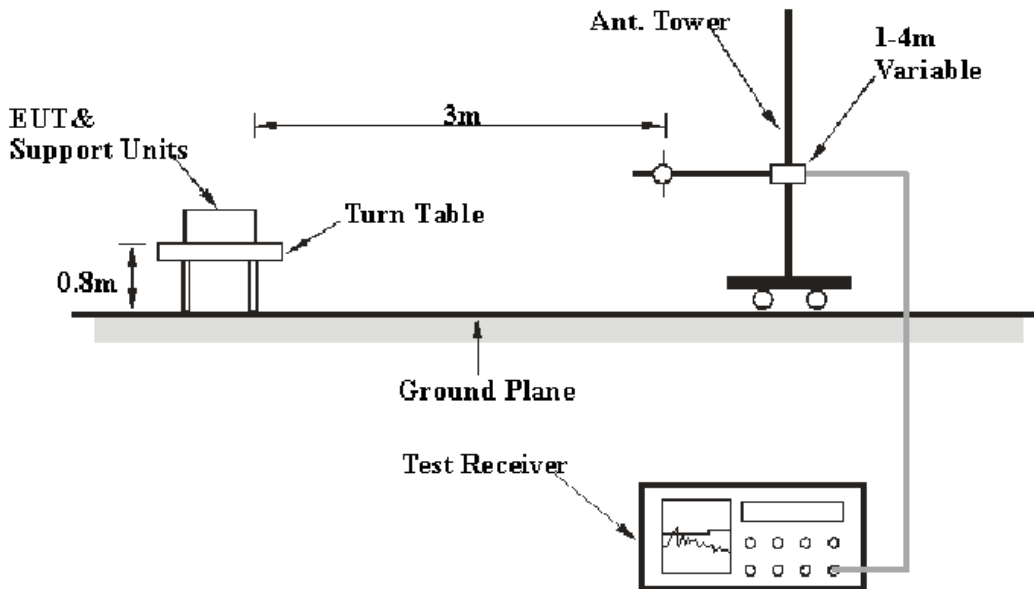 Ant. Tower
1-4m
Variable
3m
EUT&
Support Units
Turn Table
0.8m
Ground Plane
Test Receiver